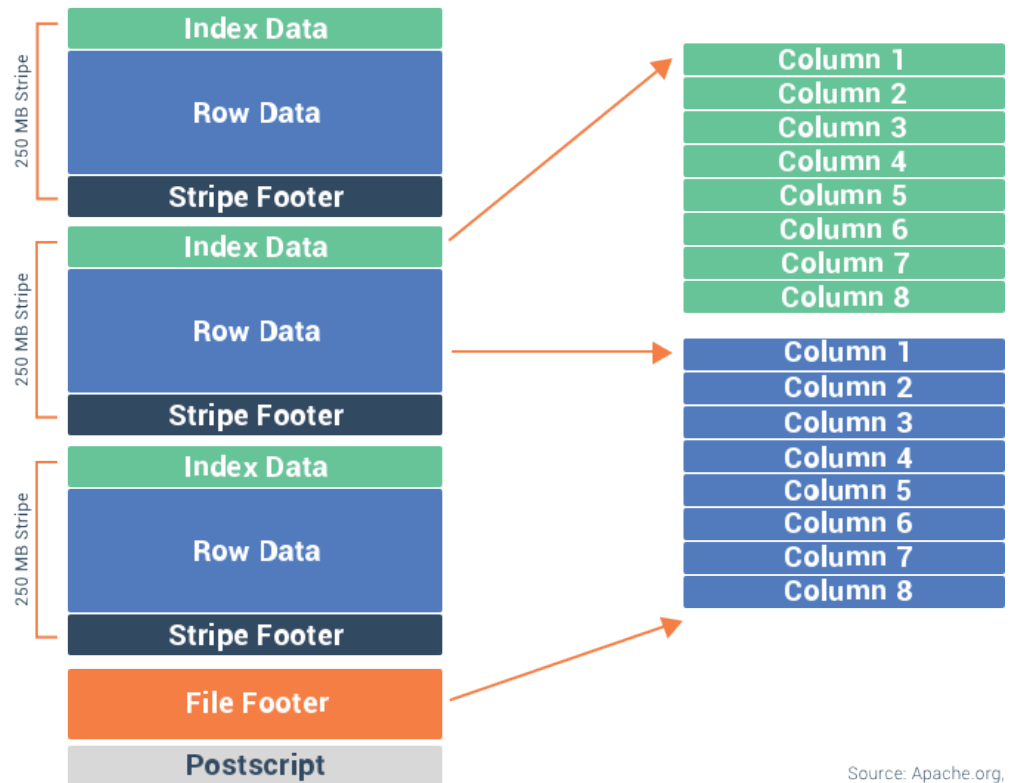 250 MB Stripe
Index Data
Row Data
Stripe Footer
250 MB Stripe
Index Data
Row Data
Stripe Footer
250 MB Stripe
Index Data
Row Data
Stripe Footer
File Footer
Postscript
Column 1
Column 2
Column 3
Column 4
Column 5
Column 6
Column 7
Column 8
Column 1
Column 2
Column 3
Column 4
Column 5
Column 6
Column 7
Column 8
Source: Apache.org,